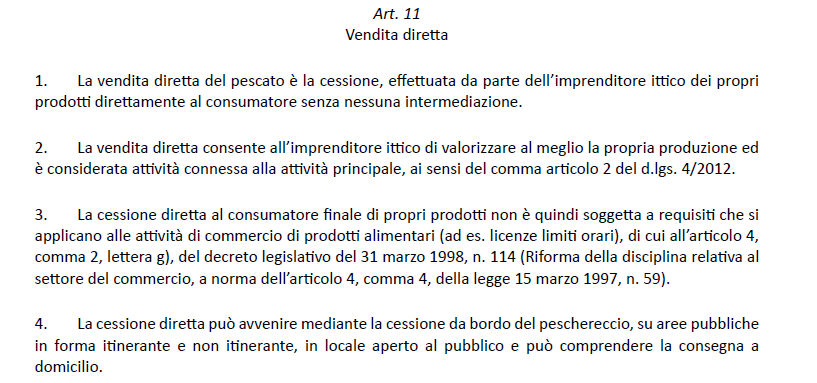 Art. 11
Vendita diretta
1. La vendita diretta del pescato è la cessione, effettuata da parte dell’imprenditore ittico dei propri
prodotti direttamente al consumatore senza nessuna intermediazione.
2. La vendita diretta consente all’imprenditore ittico di valorizzare al meglio la propria produzione ed
è considerata attività connessa alla attività principale, ai sensi del comma articolo 2 del d.lgs. 4/2012.
3. La cessione diretta al consumatore finale di propri prodotti non è quindi soggetta a requisiti che si
applicano alle attività di commercio di prodotti alimentari (ad es. licenze limiti orari), di cui all’articolo 4,
comma 2, lettera g), del decreto legislativo del 31 marzo 1998, n. 114 (Riforma della disciplina relativa al
settore del commercio, a norma dell’articolo 4, comma 4, della legge 15 marzo 1997, n. 59).
4. La cessione diretta può avvenire mediante la cessione da bordo del peschereccio, su aree pubbliche
in forma itinerante e non itinerante, in locale aperto al pubblico e può comprendere la consegna a
domicilio.